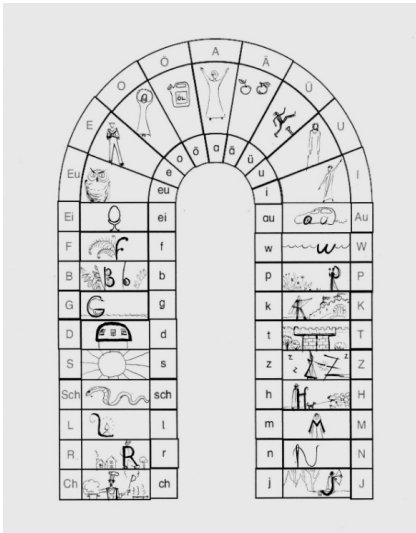 A
Ö Ä
O Ü
E U
Eu I
ÖL
a
ö ä
o ü
e u
eu i
Ei ei au Au
F f w W
B b p P
G g k K
D d t T
S s z Z
Sch sch h H
L l m M
R r n N
Ch ch j J